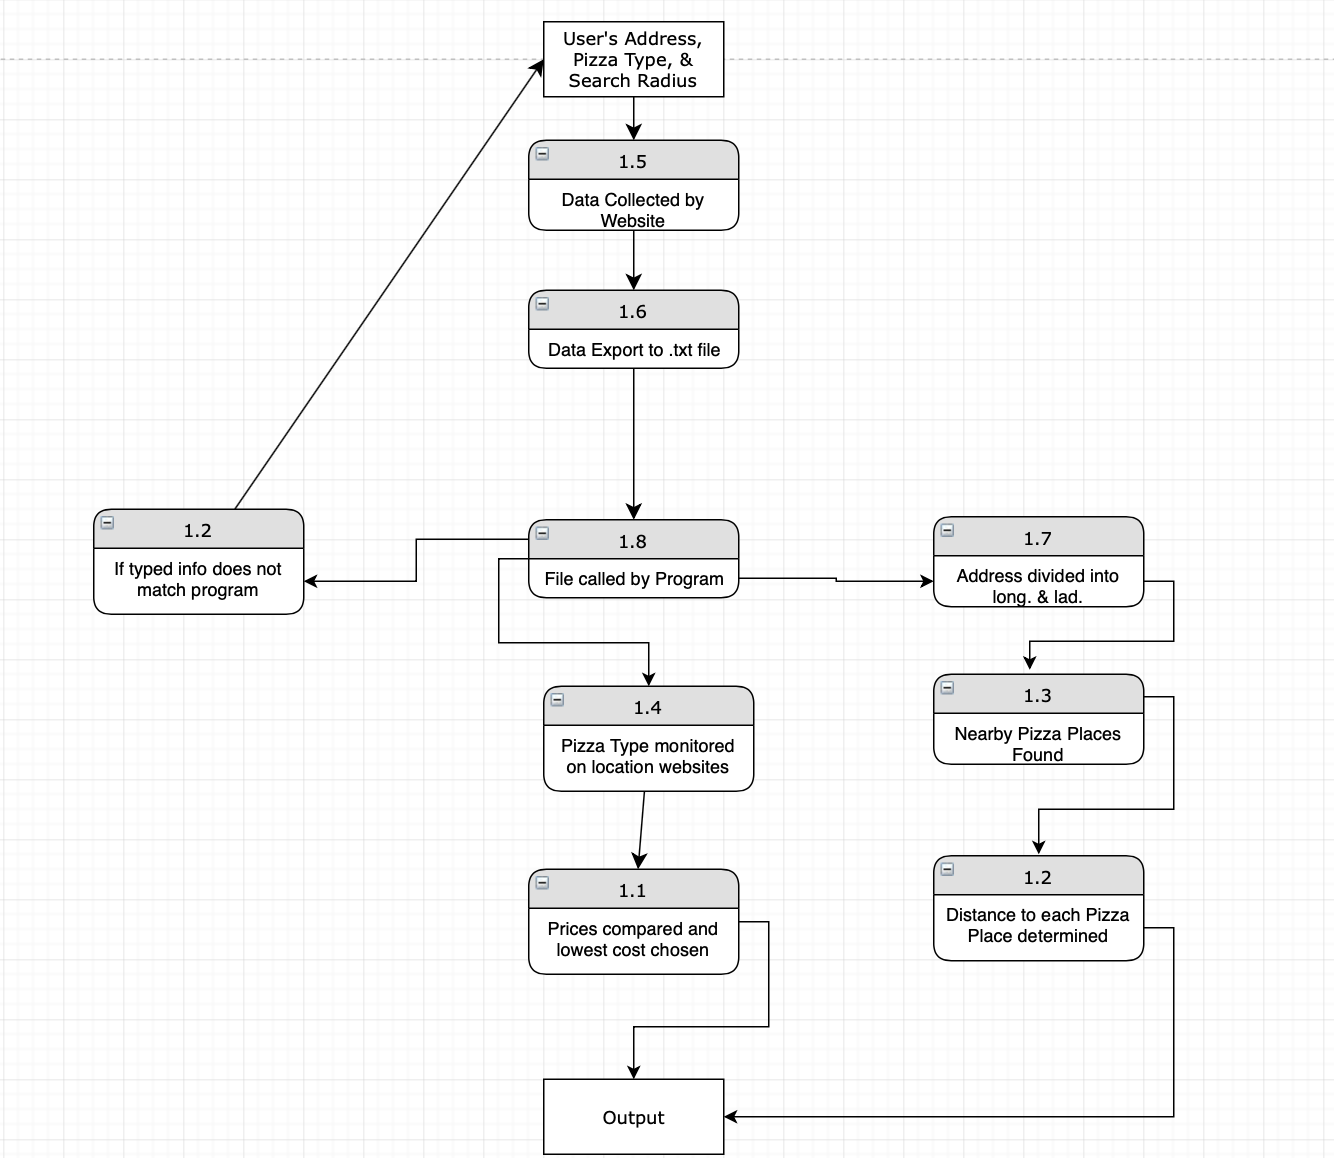 User's Address,
Pizza Type, &
Search Radius
1.5
Data Collected by
Website
1.6
Data Export to .txt file
1.2
If typed info does not
match program
1.8
File called by Program
1.7
Address divided into
long. & lad.
1.4
Pizza Type monitored
on location websites
1.3
Nearby Pizza Places
Found
1.1
Prices compared and
lowest cost chosen
1.2
Distance to each Pizza
Place determined
Output